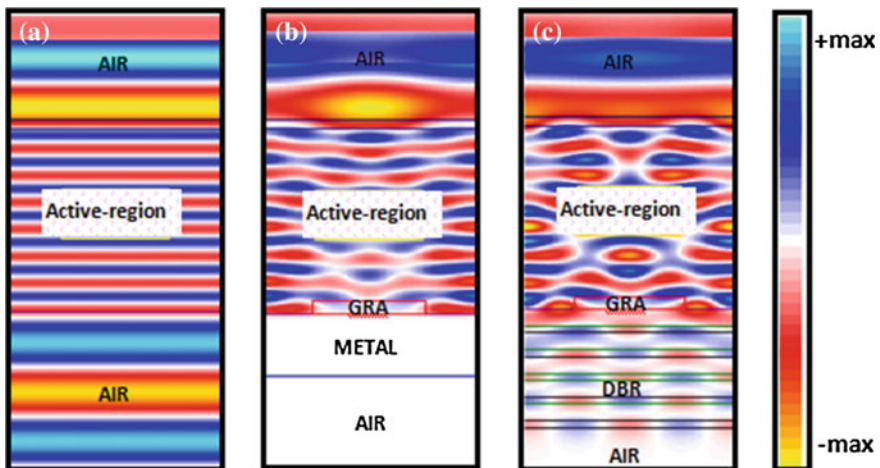 (a)
AIR
Active-region
AIR
(b)
AIR
Active-region
GRA
METAL
AIR
(c)
AIR
Active-region
GRA
DBR
AIR
+max
-max